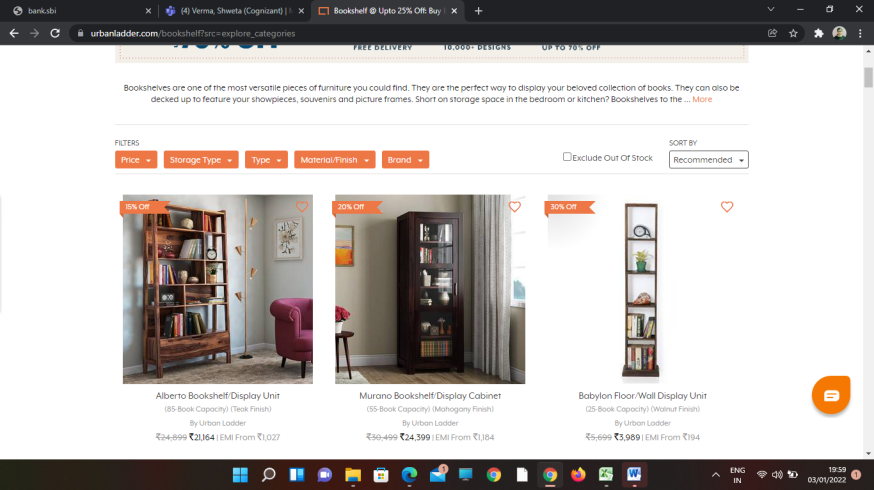 bank.sbi
(4) Verma, Shweta (Cognizant) |
Bookshelf @ Upto 25% Off: Buy
urbanladder.com/bookshelf?src=explore_categories
FREE DELIVERY
10,000+ DESIGNS
UP TO 70% OFF
Bookshelves are one of the most versatile pieces of furniture you could find. They are the perfect way to display your beloved collection of books. They can also be
decked up to feature your showpieces, souvenirs and picture frames. Short on storage space in the bedroom or kitchen? Bookshelves to the ... More
FILTERS
SORT BY
Price
Storage Type
Type
Material/Finish
Brand
Exclude Out Of Stock
Recommended
15% Off
20% Off
30% Off
Alberto Bookshelf/Display Unit
(85-Book Capacity) (Teak Finish)
By Urban Ladder
₹24,899 ₹21,164 | EMI From ₹1,027
Murano Bookshelf/Display Cabinet
(55-Book Capacity) (Mahogany Finish)
By Urban Ladder
₹30,499 ₹24,399 | EMI From ₹1,184
Babylon Floor/Wall Display Unit
(25-Book Capacity) (Walnut Finish)
By Urban Ladder
₹5,699 ₹3,989 | EMI From ₹194
1
ENG
IN
19:59
03/01/2022
1